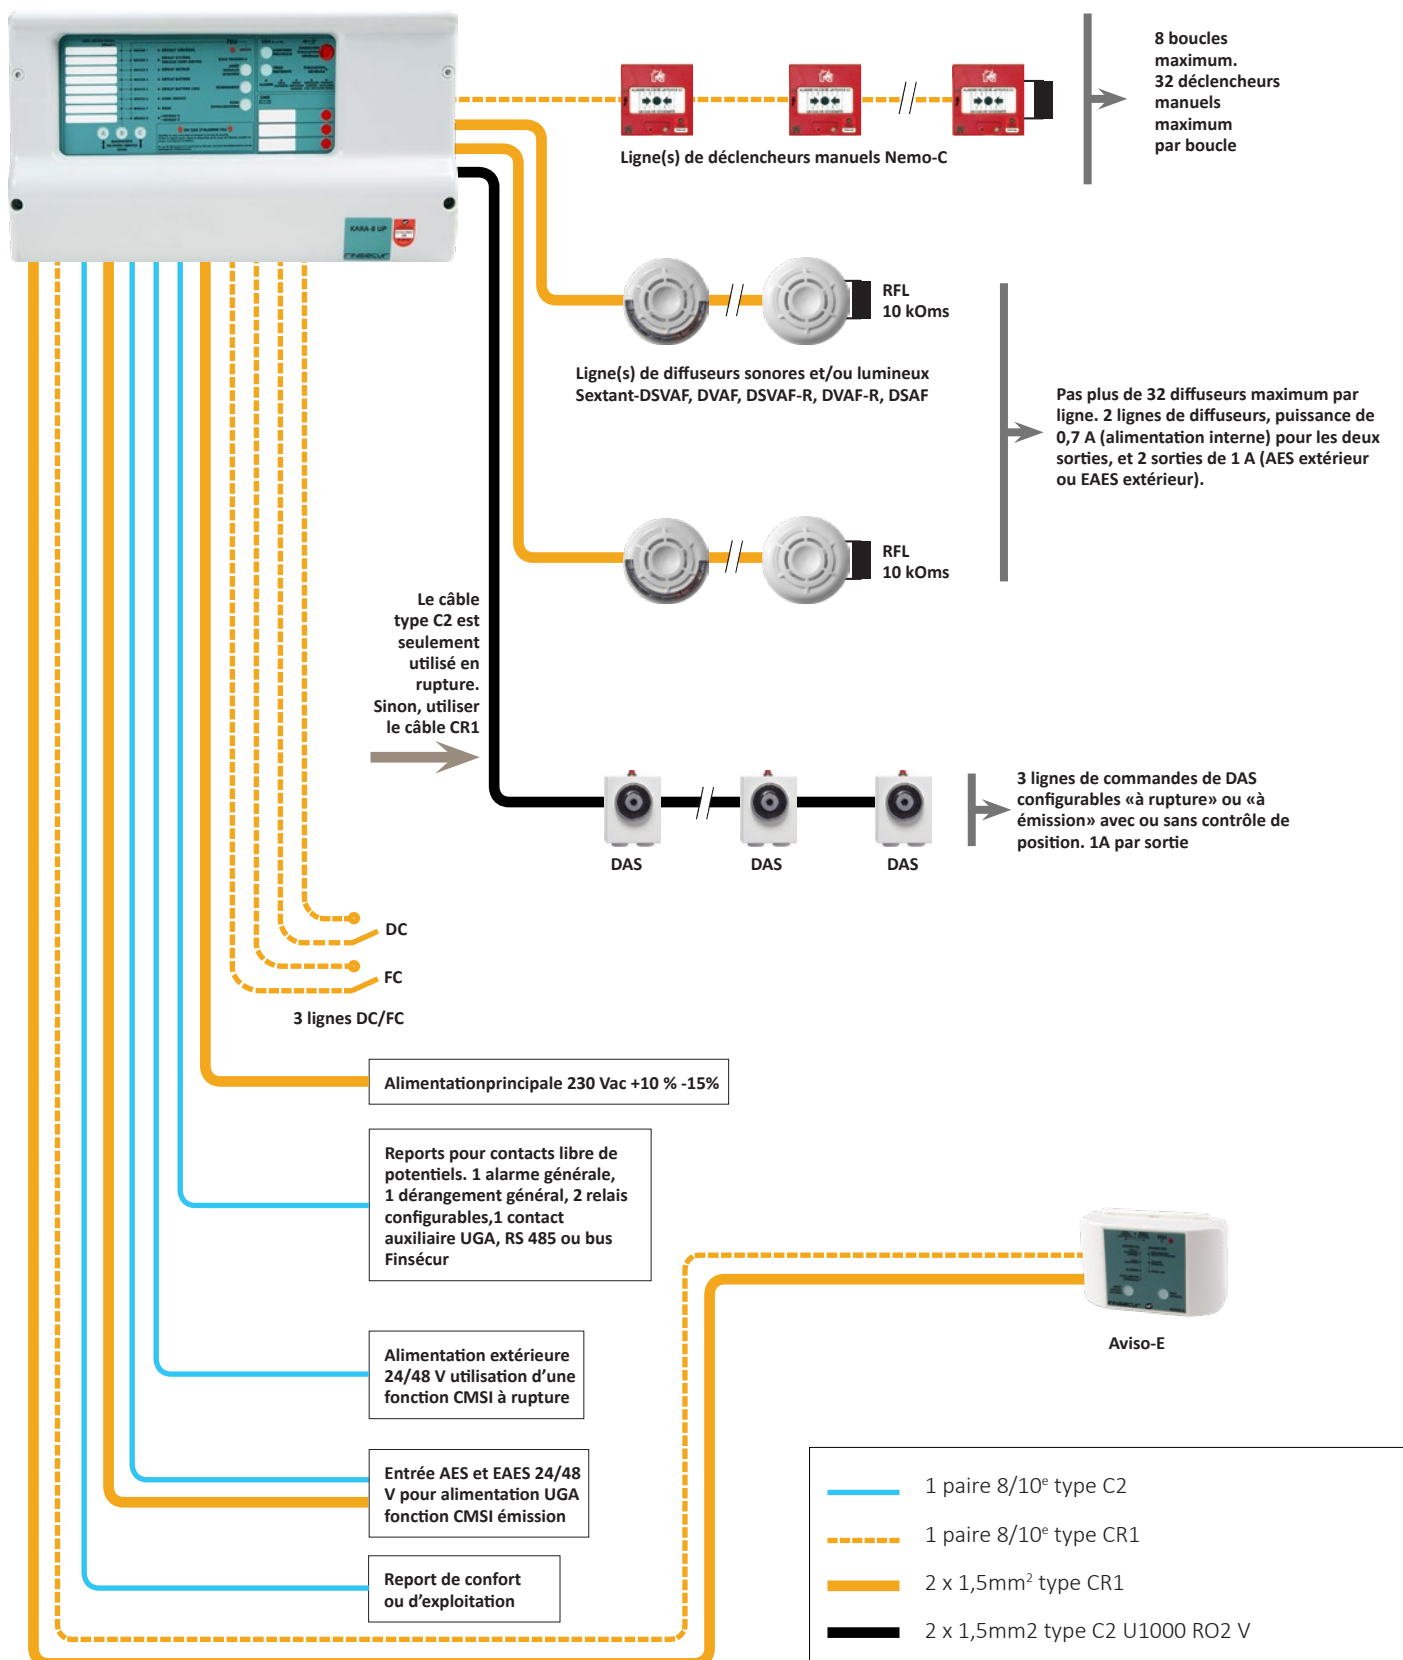 8 boucles
maximum.
32 déclencheurs
manuels
maximum
par boucle
Ligne(s) de déclencheurs manuels Nemo-C
KARA-8 UP
FINSECUR
RFL
10 kOms
Ligne(s) de diffuseurs sonores et/ou lumineux
Sextant-DSVAF, DVAF, DSVAF-R, DVAF-R, DSAF
Pas plus de 32 diffuseurs maximum par
ligne. 2 lignes de diffuseurs, puissance de
0,7 A (alimentation interne) pour les deux
sorties, et 2 sorties de 1 A (AES extérieur
ou EAES extérieur).
RFL
10 kOms
Le câble
type C2 est
seulement
utilisé en
rupture.
Sinon, utiliser
le câble CR1
3 lignes de commandes de DAS
configurables «à rupture» ou «à
émission» avec ou sans contrôle de
position. 1A par sortie
DAS
DAS
DAS
DC
FC
3 lignes DC/FC
Alimentationprincipale 230 Vac +10 % -15%
Reports pour contacts libre de
potentiels. 1 alarme générale,
1 dérangement général, 2 relais
configurables,1 contact
auxiliaire UGA, RS 485 ou bus
Finsécur
Aviso-E
Alimentation extérieure
24/48 V utilisation d’une
fonction CMSI à rupture
Entrée AES et EAES 24/48
V pour alimentation UGA
fonction CMSI émission
Report de confort
ou d’exploitation
1 paire 8/10e type C2
1 paire 8/10e type CR1
2 x 1,5mm2 type CR1
2 x 1,5mm2 type C2 U1000 RO2 V